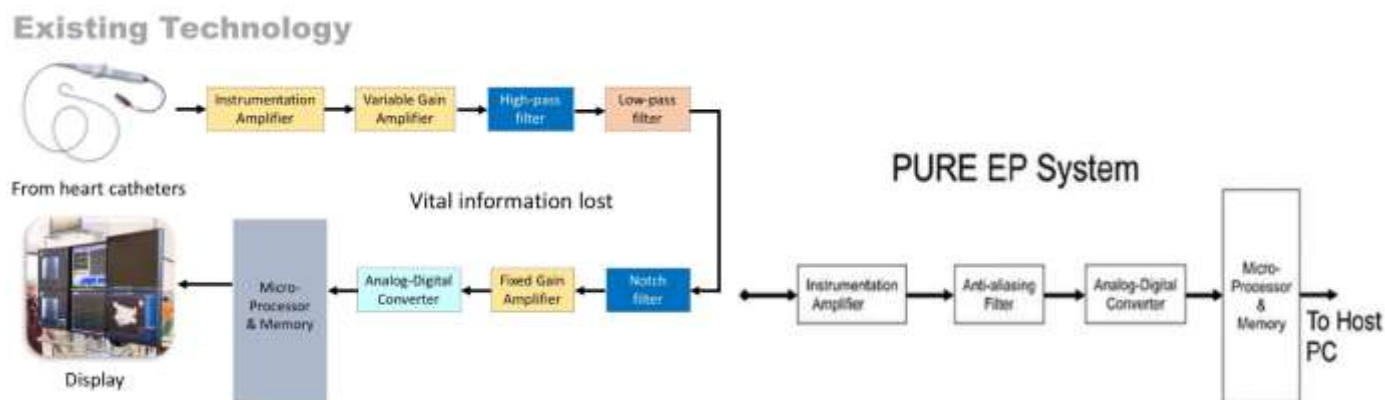 Existing Technology
Instrumentation
Amplifier
Variable Gain
Amplifier
High-pass
filter
Low-pass
filter
From heart catheters
Vital information lost
Display
Micro-
Processor
& Memory
Analog-Digital
Converter
Fixed Gain
Amplifier
Notch
filter
PURE EP System
Instrumentation
Amplifier
Anti-aliasing
Filter
Analog-Digital
Converter
Micro-
Processor
&
Memory
To Host
PC